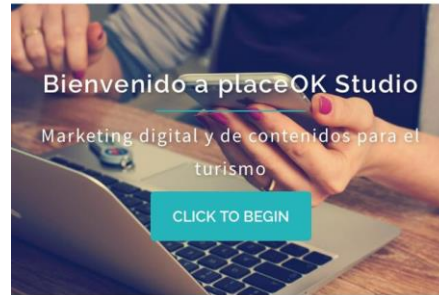 Bienvenido a placeOK Studio
Marketing digital y de contenidos para el
turismo
CLICK TO BEGIN